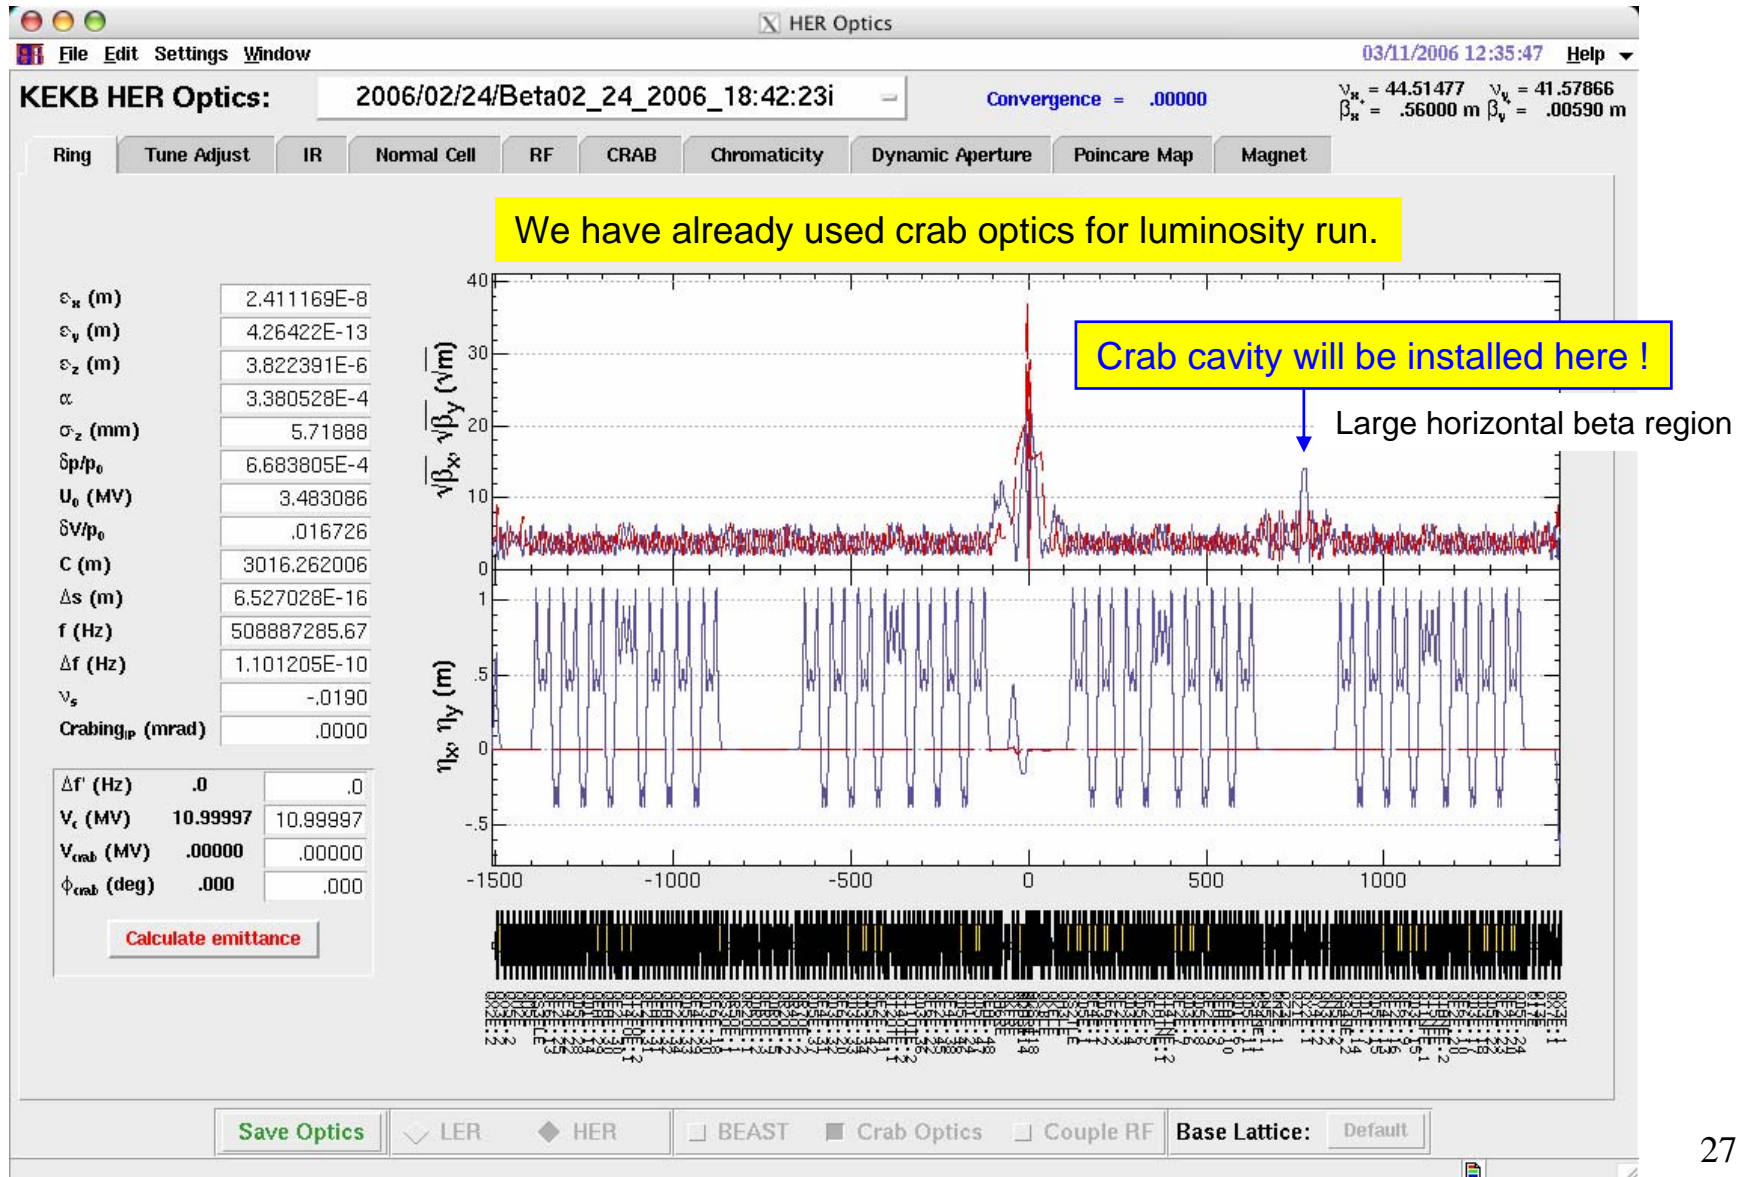 HER Optics
File Edit Settings Window 03/11/2006 12:35:47 Help
KEKB HER Optics: 2006/02/24/Beta02_24_2006_18:42:23i Convergence = .00000
νx = 44.51477 νy = 41.57866
βx* = .56000 m βy* = .00590 m
Ring Tune Adjust IR Normal Cell RF CRAB Chromaticity Dynamic Aperture Poincare Map Magnet
We have already used crab optics for luminosity run.
Crab cavity will be installed here !
Large horizontal beta region
εx (m) 2.411169E-8
εy (m) 4.26422E-13
εz (m) 3.822391E-6
α 3.380528E-4
σz (mm) 5.71888
δp/p0 6.683805E-4
U0 (MV) 3.483086
δV/p0 .016726
C (m) 3016.262006
Δs (m) 6.527028E-16
f (Hz) 508887285.67
Δf (Hz) 1.101205E-10
νs -.0190
CrabingIP (mrad) .0000
Δf' (Hz) .0 .0
Vc (MV) 10.99997 10.99997
Vcrab (MV) .00000 .00000
ϕcrab (deg) .000 .000
Calculate emittance
√βx, √βy (√m)
40
30
20
10
0
ηx, ηy (m)
1
.5
0
-.5
-1500 -1000 -500 0 500 1000
Save Optics LER HER BEAST Crab Optics Couple RF Base Lattice: Default
27